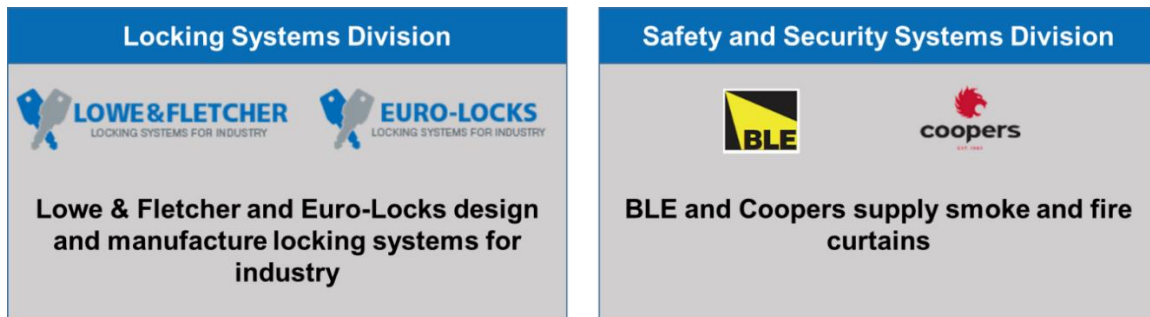 Locking Systems Division
LOWE&FLETCHER
LOCKING SYSTEMS FOR INDUSTRY
EURO-LOCKS
LOCKING SYSTEMS FOR INDUSTRY
Lowe & Fletcher and Euro-Locks design
and manufacture locking systems for
industry
Safety and Security Systems Division
BLE
coopers
BLE and Coopers supply smoke and fire
curtains